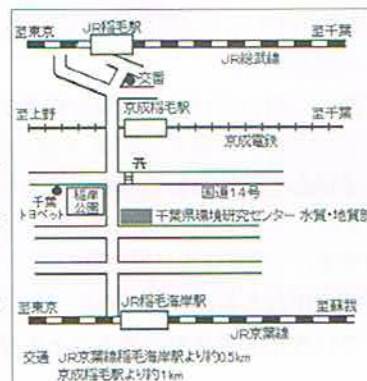 JR稲毛駅
至東京
至千葉
JR総武線
交番
京成稲毛駅
至上野
至千葉
京成電鉄
国道14号
千葉
トヨペット
稲岸
公園
千葉県環境研究センター 水質・地質部
JR稲毛海岸駅
至東京
至蘇我
JR京葉線
交通 JR京葉線稲毛海岸駅より約0.5km
京成稲毛駅より約1km